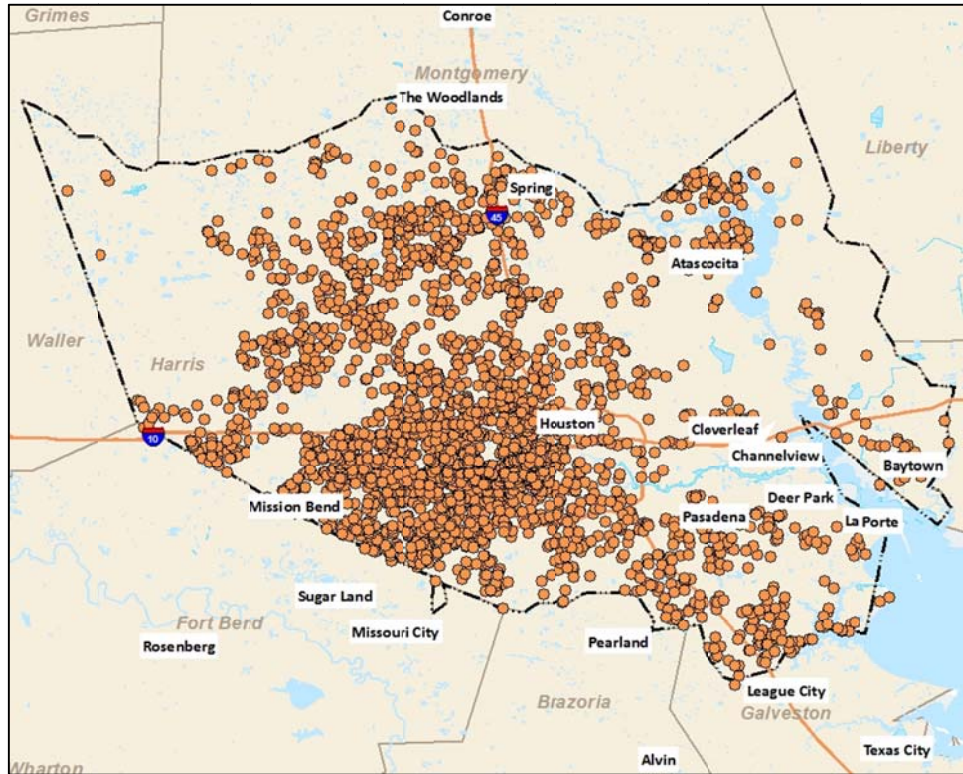 Grimes
Conroe
Montgomery
The Woodlands
Liberty
Spring
45
Atascocita
Waller
Harris
Houston
Cloverleaf
10
Channelview
Baytown
Mission Bend
Deer Park
Pasadena
La Porte
Sugar Land
Fort Berd
Missouri City
Rosenberg
Pearland
League City
Brazoria
Galveston
Texas City
Alvin
Wharton